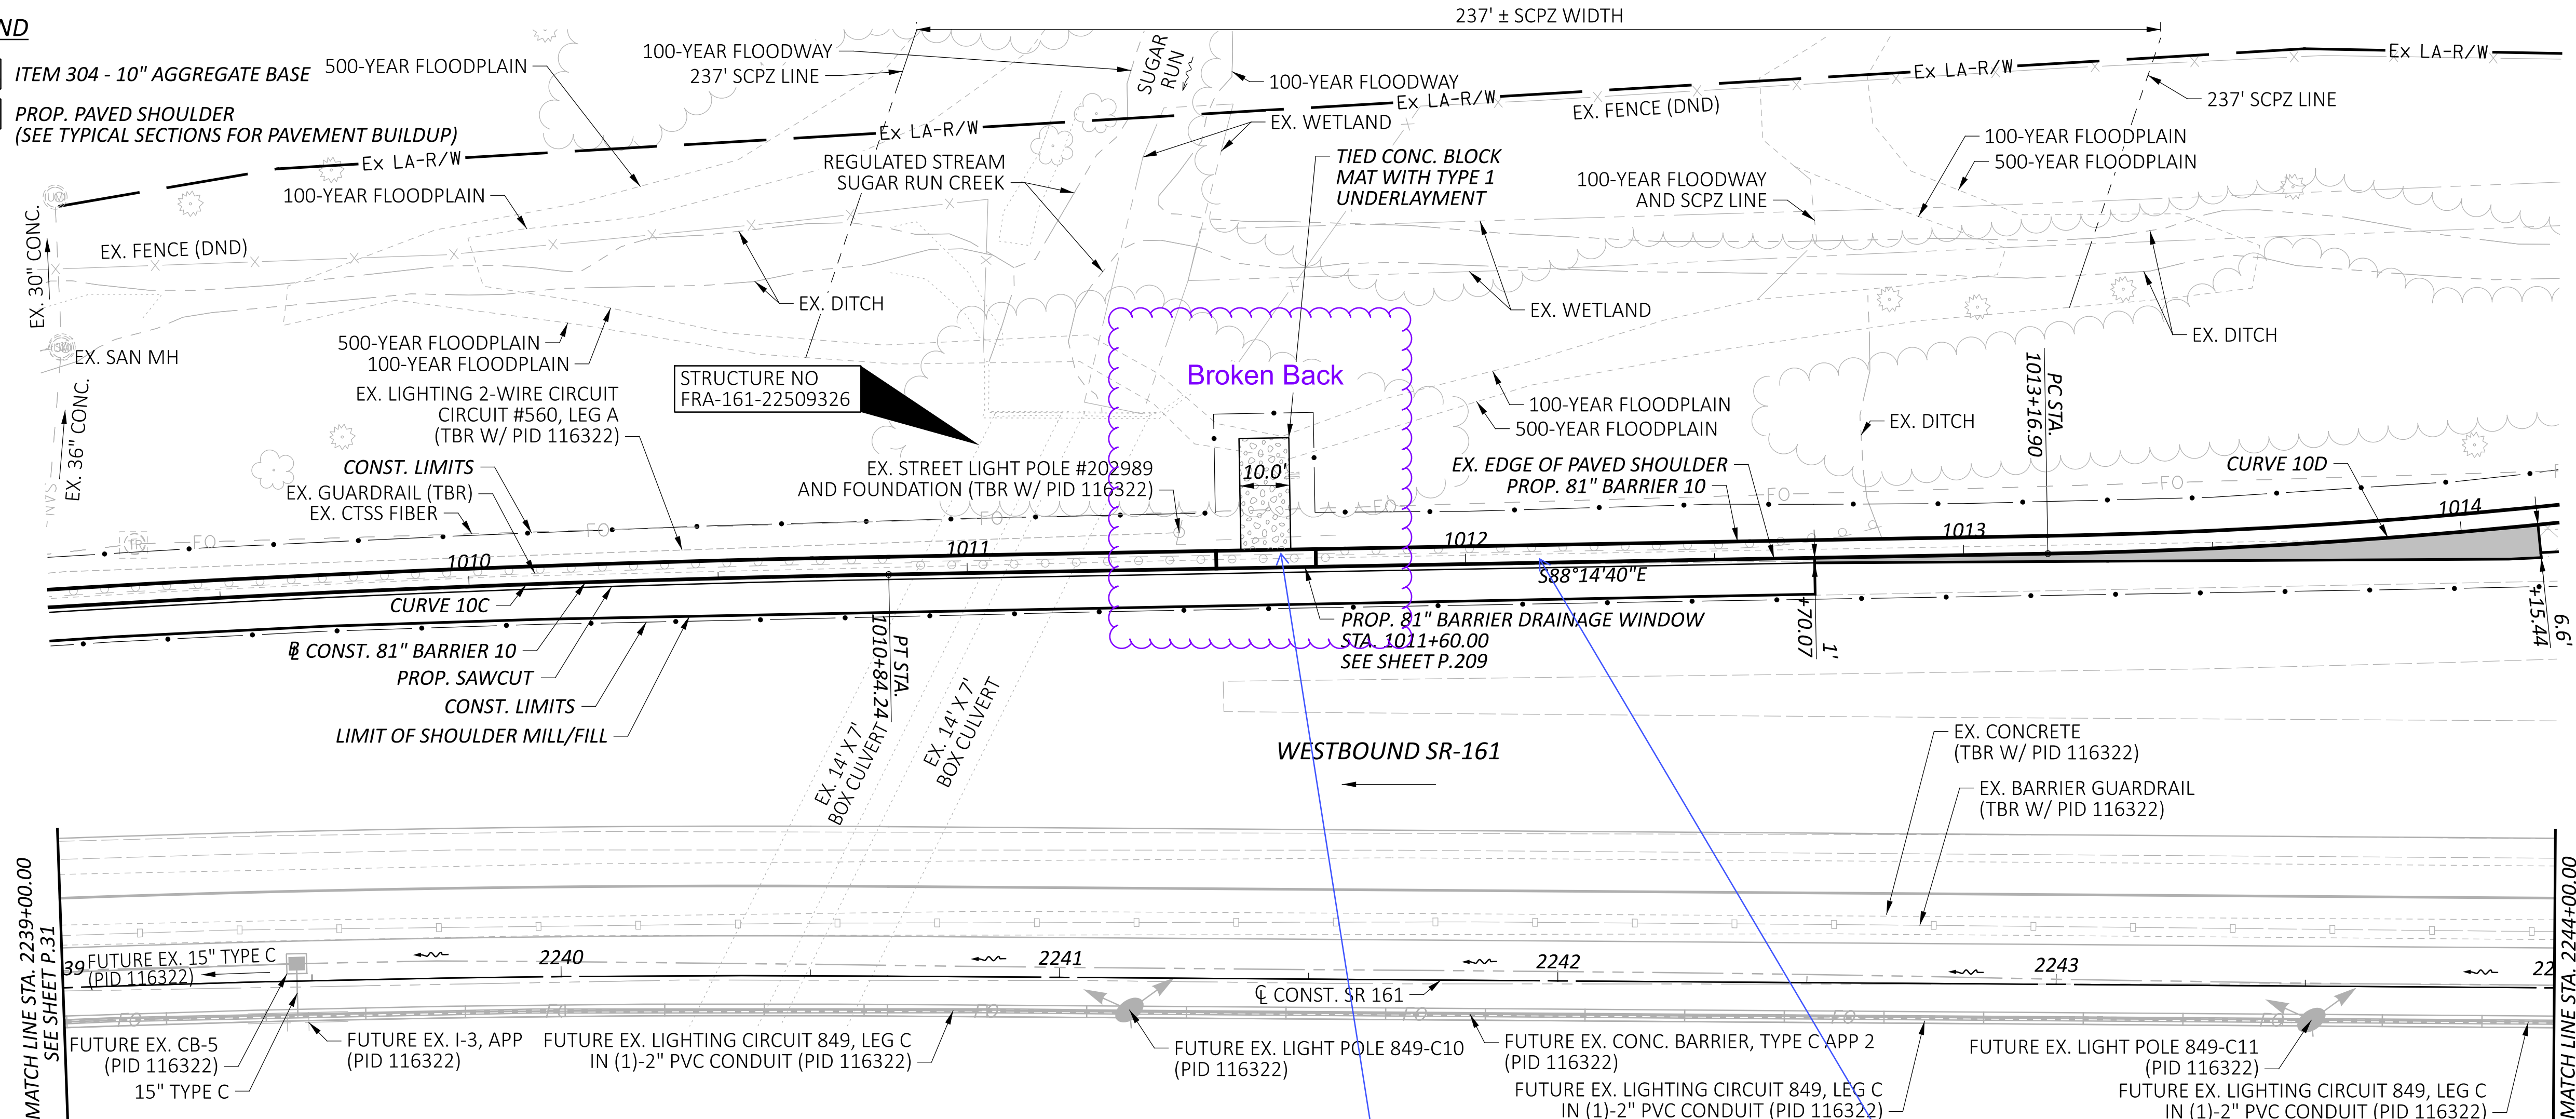 ND
ITEM 304 - 10" AGGREGATE BASE
PROP. PAVED SHOULDER
(SEE TYPICAL SECTIONS FOR PAVEMENT BUILDUP)
237' ± SCPZ WIDTH
500-YEAR FLOODPLAIN
100-YEAR FLOODWAY
237' SCPZ LINE
SUGAR
RUN
100-YEAR FLOODWAY
EX. WETLAND
Ex LA-R/W
Ex LA-R/W
Ex LA-R/W
Ex LA-R/W
Ex LA-R/W
EX. FENCE (DND)
237' SCPZ LINE
100-YEAR FLOODPLAIN
500-YEAR FLOODPLAIN
100-YEAR FLOODPLAIN
REGULATED STREAM
SUGAR RUN CREEK
TIED CONC. BLOCK
MAT WITH TYPE 1
UNDERLAYMENT
100-YEAR FLOODWAY
AND SCPZ LINE
EX. 30" CONC.
EX. FENCE (DND)
EX. DITCH
EX. WETLAND
EX. DITCH
EX. SAN MH
500-YEAR FLOODPLAIN
100-YEAR FLOODPLAIN
EX. LIGHTING 2-WIRE CIRCUIT
CIRCUIT #560, LEG A
(TBR W/ PID 116322)
STRUCTURE NO
FRA-161-22509326
Broken Back
100-YEAR FLOODPLAIN
500-YEAR FLOODPLAIN
EX. DITCH
PC STA.
1013+16.90
EX. 36" CONC.
CONST. LIMITS
EX. GUARDRAIL (TBR)
EX. CTSS FIBER
EX. STREET LIGHT POLE #202989
AND FOUNDATION (TBR W/ PID 116322)
10.0'
EX. EDGE OF PAVED SHOULDER
PROP. 81" BARRIER 10
CURVE 10D
FO
FO
FO
FO
FO
TR
1010
1011
1012
1013
1014
S88°14'40"E
CURVE 10C
℄ CONST. 81" BARRIER 10
PROP. SAWCUT
CONST. LIMITS
LIMIT OF SHOULDER MILL/FILL
PT STA.
1010+84.24
PROP. 81" BARRIER DRAINAGE WINDOW
STA. 1011+60.00
SEE SHEET P.209
+70.07
1'
+15.44
6.6'
EX. 14' X 7'
BOX CULVERT
EX. 14' X 7'
BOX CULVERT
WESTBOUND SR-161
EX. CONCRETE
(TBR W/ PID 116322)
EX. BARRIER GUARDRAIL
(TBR W/ PID 116322)
MATCH LINE STA. 2239+00.00
SEE SHEET P.31
39
FUTURE EX. 15" TYPE C
(PID 116322)
2240
2241
2242
2243
22
MATCH LINE STA. 2244+00.00
℄ CONST. SR 161
FO
FO
FO
FO
FO
FO
FUTURE EX. CB-5
(PID 116322)
15" TYPE C
FUTURE EX. I-3, APP
(PID 116322)
FUTURE EX. LIGHTING CIRCUIT 849, LEG C
IN (1)-2" PVC CONDUIT (PID 116322)
FUTURE EX. LIGHT POLE 849-C10
(PID 116322)
FUTURE EX. CONC. BARRIER, TYPE C APP 2
(PID 116322)
FUTURE EX. LIGHTING CIRCUIT 849, LEG C
IN (1)-2" PVC CONDUIT (PID 116322)
FUTURE EX. LIGHT POLE 849-C11
(PID 116322)
FUTURE EX. LIGHTING CIRCUIT 849, LEG C
IN (1)-2" PVC CONDUIT (PID 116322)